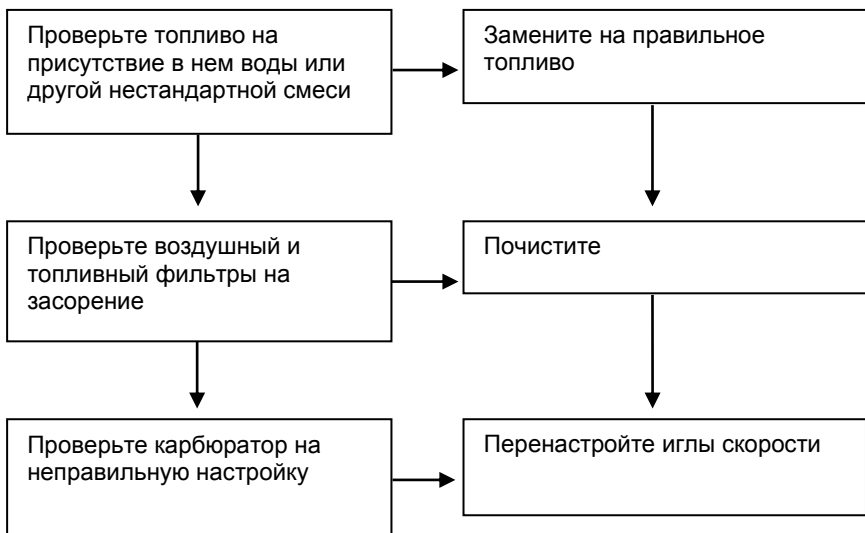 Проверьте топливо на
присутствие в нем воды или
другой нестандартной смеси
Замените на правильное
топливо
Проверьте воздушный и
топливный фильтры на
засорение
Почистите
Проверьте карбюратор на
неправильную настройку
Перенастройте иглы скорости